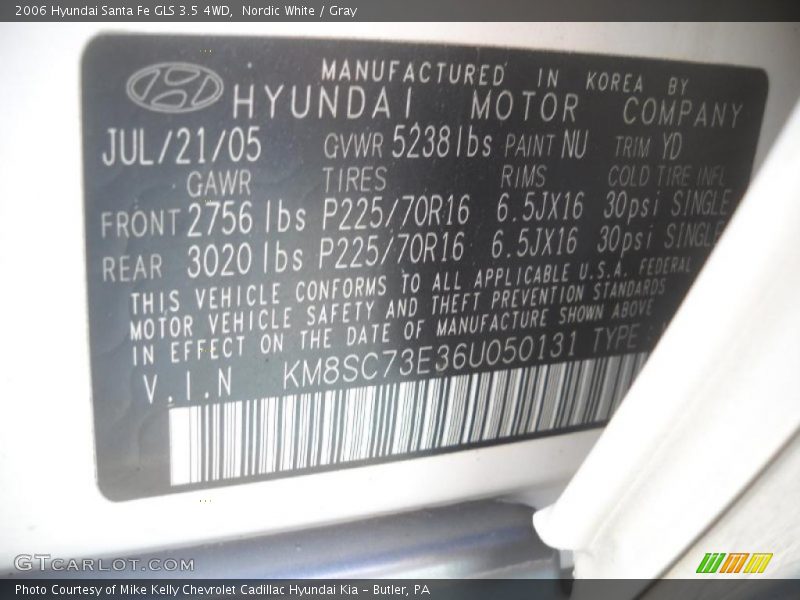 2006 Hyundai Santa Fe GLS 3.5 4WD,  Nordic White / Gray
MANUFACTURED IN KOREA BY
HYUNDAI MOTOR COMPANY
JUL/21/05 GVWR 5238lbs PAINT NU TRIM YD
GAWR TIRES RIMS COLD TIRE INFL
FRONT 2756 lbs P225/70R16 6.5JX16 30psi SINGLE
REAR 3020 lbs P225/70R16 6.5JX16 30psi SINGLE
THIS VEHICLE CONFORMS TO ALL APPLICABLE U.S.A. FEDERAL
MOTOR VEHICLE SAFETY AND THEFT PREVENTION STANDARDS
IN EFFECT ON THE DATE OF MANUFACTURE SHOWN ABOVE
V.I.N KM8SC73E36U050131 TYPE :
GTCARLOT.COM
Photo Courtesy of Mike Kelly Chevrolet Cadillac Hyundai Kia – Butler, PA